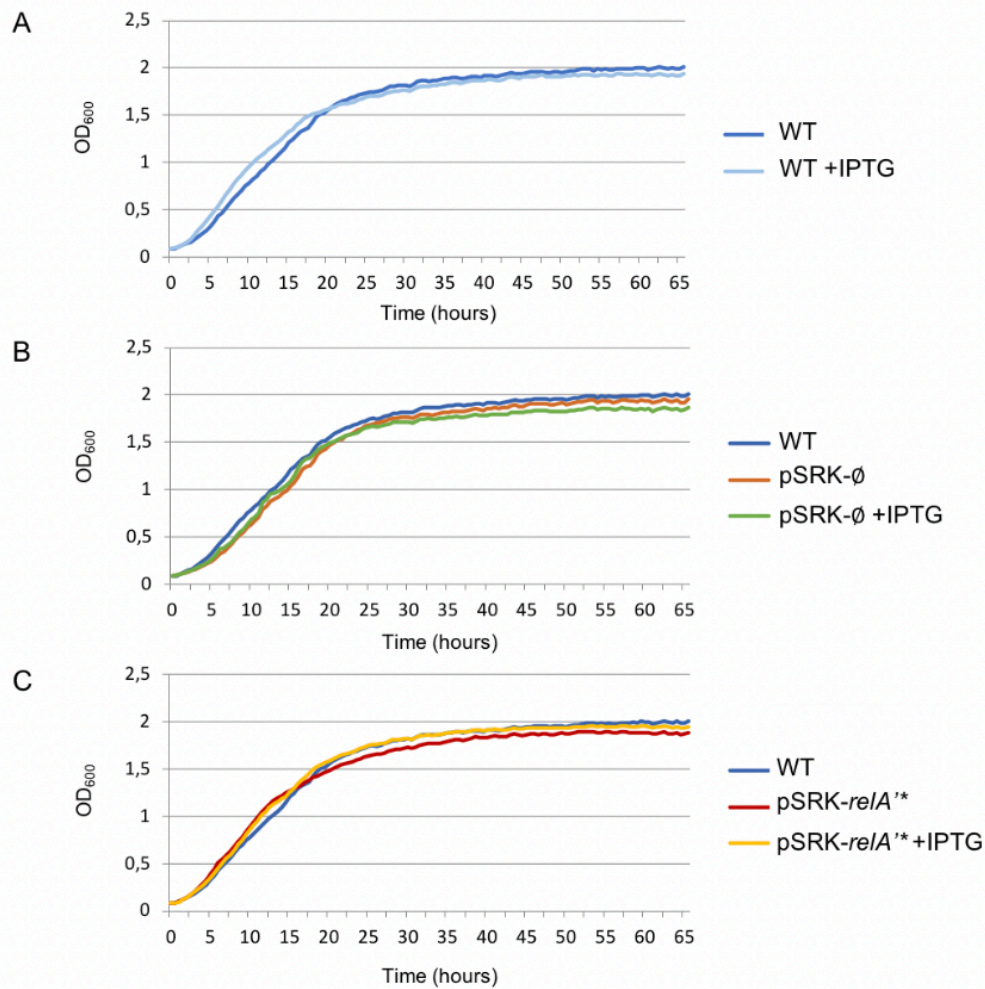 A
2,5
2
1,5
1
0,5
0
OD600
0 5 10 15 20 25 30 35 40 45 50 55 60 65
Time (hours)
WT
WT +IPTG
B
2,5
2
1,5
1
0,5
0
OD600
0 5 10 15 20 25 30 35 40 45 50 55 60 65
Time (hours)
WT
pSRK-ø
pSRK-ø +IPTG
C
2,5
2
1,5
1
0,5
0
OD600
0 5 10 15 20 25 30 35 40 45 50 55 60 65
Time (hours)
WT
pSRK-relA’*
pSRK-relA’* +IPTG